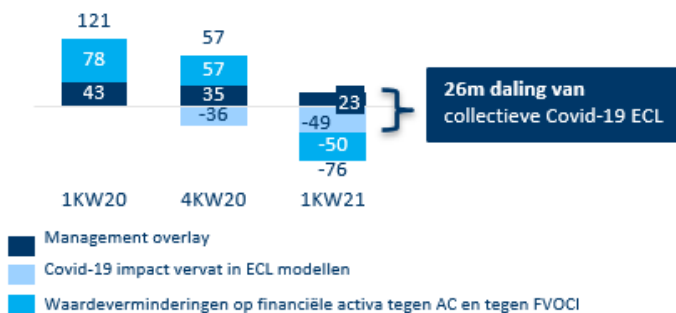 121
57
78
57
43
35
23
26m daling van
collectieve Covid-19 ECL
-36
-49
-50
-76
1KW20
4KW20
1KW21
Management overlay
Covid-19 impact vervat in ECL modellen
Waardeverminderingen op financiële activa tegen AC en tegen FVOCI